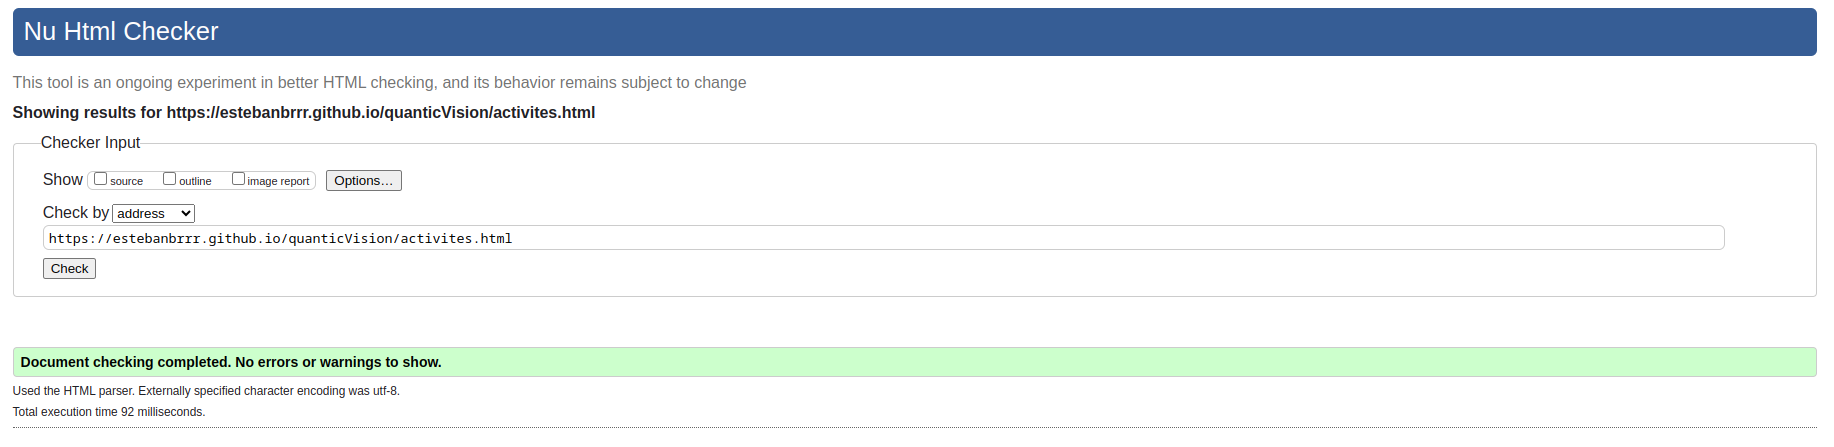 Nu Html Checker
This tool is an ongoing experiment in better HTML checking, and its behavior remains subject to change
Showing results for https://estebanbrrr.github.io/quanticVision/activites.html
Checker Input
Show source outline image report Options...
Check by address
https://estebanbrrr.github.io/quanticVision/activites.html
Check
Document checking completed. No errors or warnings to show.
Used the HTML parser. Externally specified character encoding was utf-8.
Total execution time 92 milliseconds.